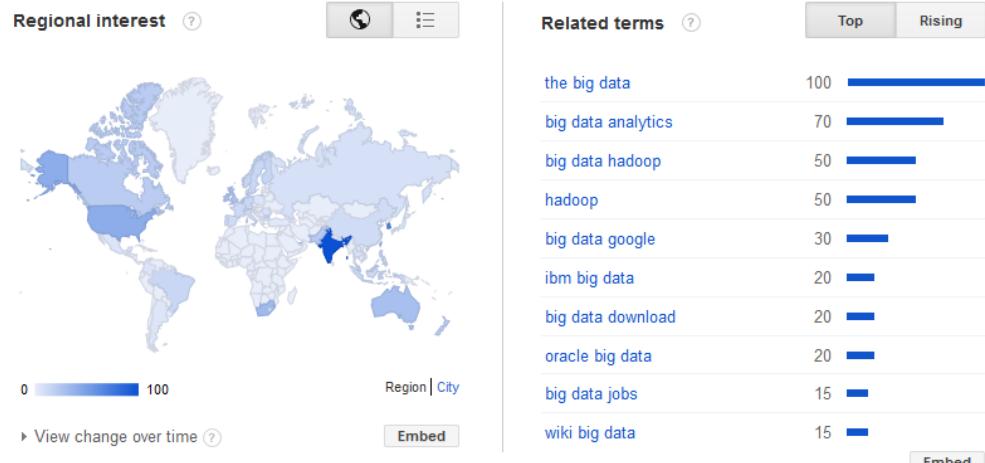 Regional interest ?
0 100
Region | City
View change over time ?
Embed
Related terms ?
Top Rising
the big data 100
big data analytics 70
big data hadoop 50
hadoop 50
big data google 30
ibm big data 20
big data download 20
oracle big data 20
big data jobs 15
wiki big data 15
Embed